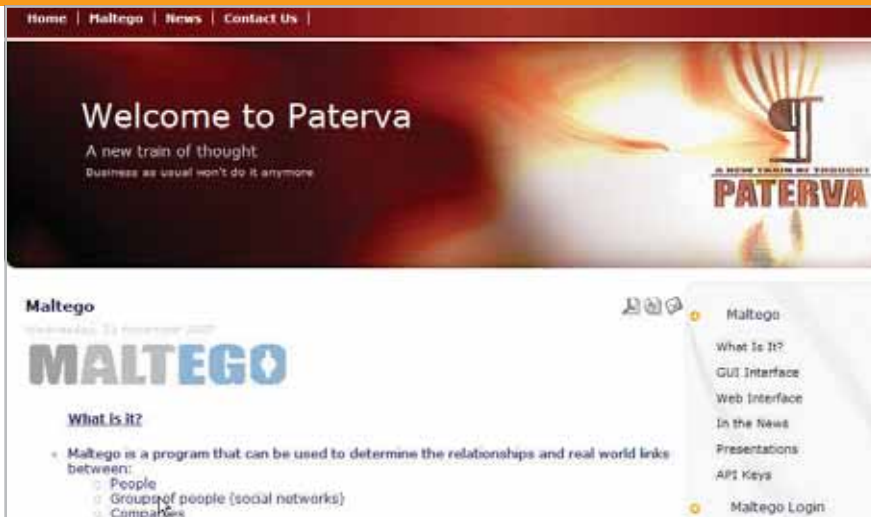 Home | Maltego | News | Contact Us |
Welcome to Paterva
A new train of thought
Business as usual won't do it anymore
A NEW TRAIN OF THOUGHT
PATERVA
Maltego
MALTEGO
What is it?
Maltego is a program that can be used to determine the relationships and real world links
between:
People
Groups of people (social networks)
Companies
Maltego
What Is It?
GUI Interface
Web Interface
In the News
Presentations
API Keys
Maltego Login